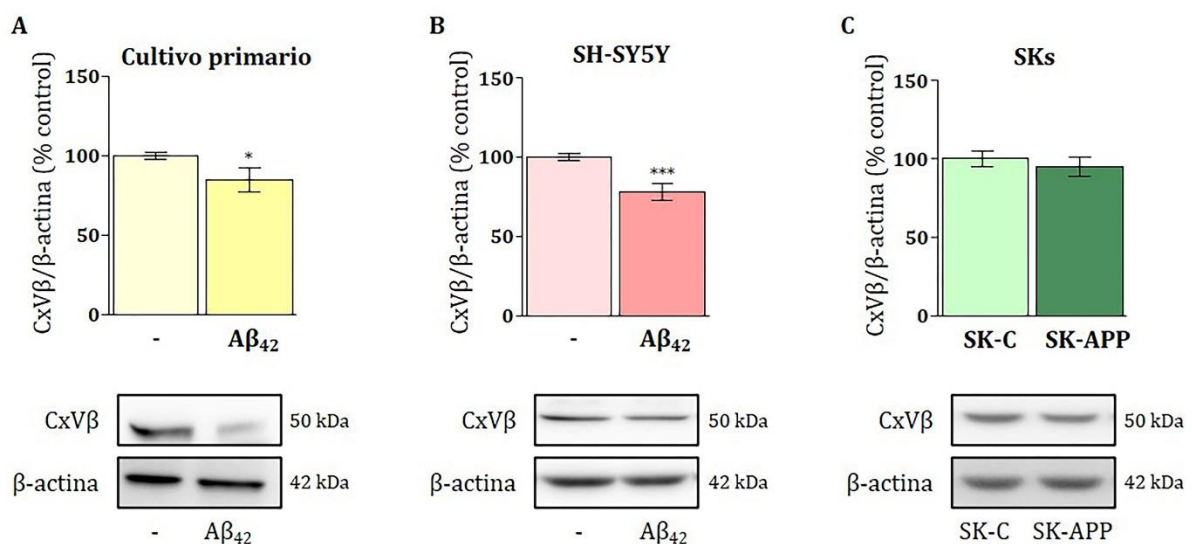 A
Cultivo primario
CxVβ/β-actina (% control)
150
100
50
0
*
-
Aβ₄₂
CxVβ
50 kDa
β-actina
42 kDa
-
Aβ₄₂
B
SH-SY5Y
CxVβ/β-actina (% control)
150
100
50
0
***
-
Aβ₄₂
CxVβ
50 kDa
β-actina
42 kDa
-
Aβ₄₂
C
SKs
CxVβ/β-actina (% control)
150
100
50
0
SK-C SK-APP
CxVβ
50 kDa
β-actina
42 kDa
SK-C SK-APP